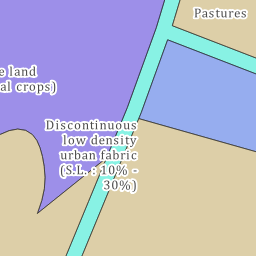 Pastures
land
al crops)
Discontinuous
low density
urban fabric
(S.L. : 10% -
30%)